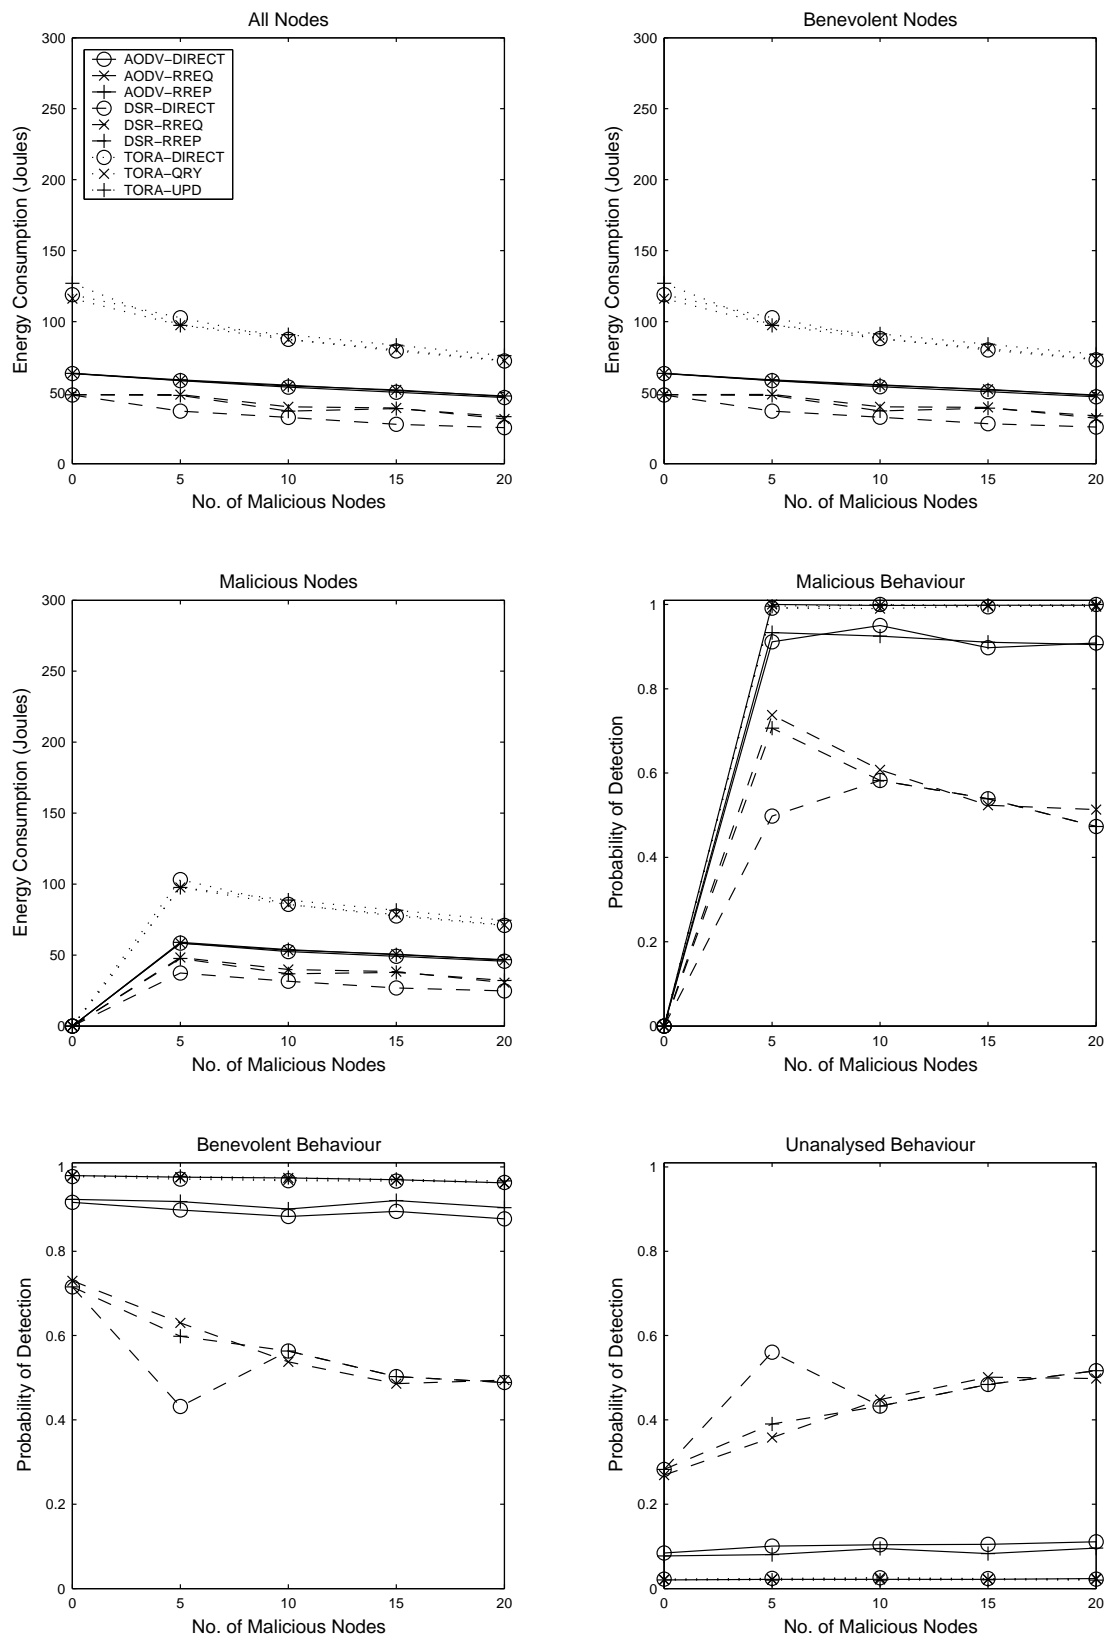 All Nodes
300
250
200
150
100
50
0
0 5 10 15 20
Energy Consumption (Joules)
No. of Malicious Nodes
AODV−DIRECT
AODV−RREQ
AODV−RREP
DSR−DIRECT
DSR−RREQ
DSR−RREP
TORA−DIRECT
TORA−QRY
TORA−UPD
Benevolent Nodes
300
250
200
150
100
50
0
0 5 10 15 20
Energy Consumption (Joules)
No. of Malicious Nodes
Malicious Nodes
300
250
200
150
100
50
0
0 5 10 15 20
Energy Consumption (Joules)
No. of Malicious Nodes
Malicious Behaviour
1
0.8
0.6
0.4
0.2
0
0 5 10 15 20
Probability of Detection
No. of Malicious Nodes
Benevolent Behaviour
1
0.8
0.6
0.4
0.2
0
0 5 10 15 20
Probability of Detection
No. of Malicious Nodes
Unanalysed Behaviour
1
0.8
0.6
0.4
0.2
0
0 5 10 15 20
Probability of Detection
No. of Malicious Nodes